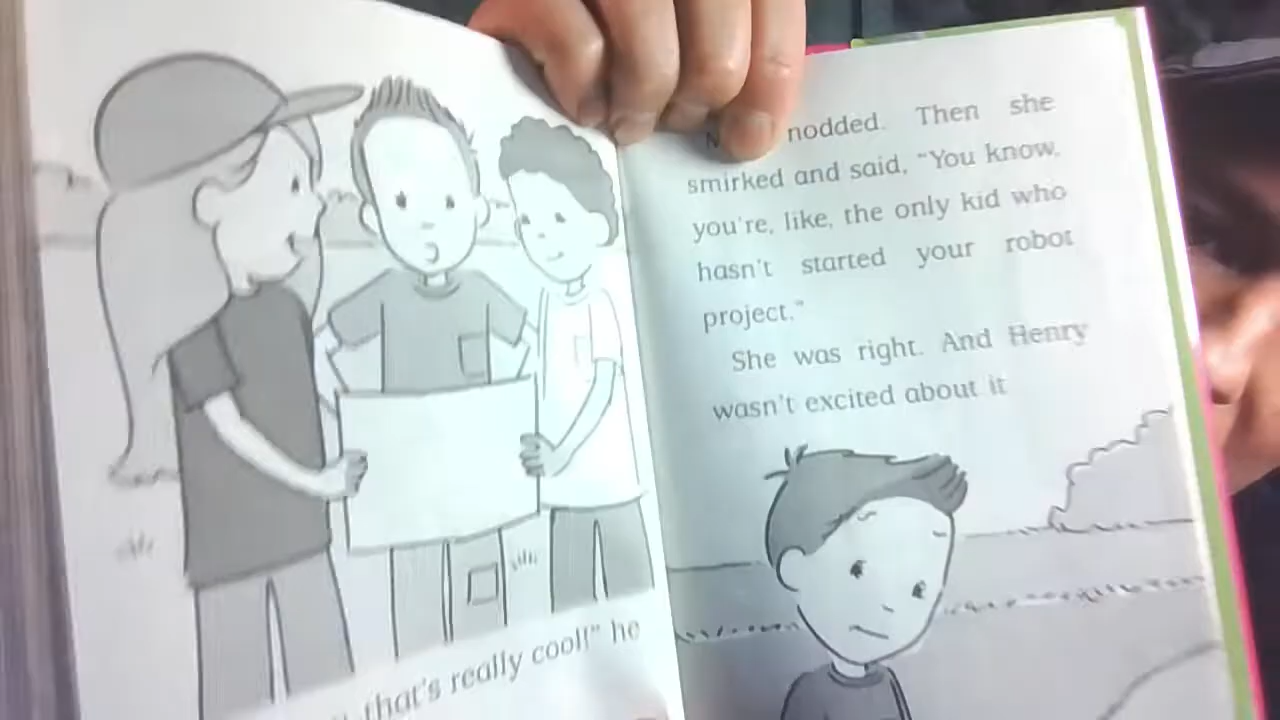 that's really cool!" he
nodded. Then she
smirked and said, "You know,
you're, like, the only kid who
hasn't started your robot
project."
She was right. And Henry
wasn't excited about it